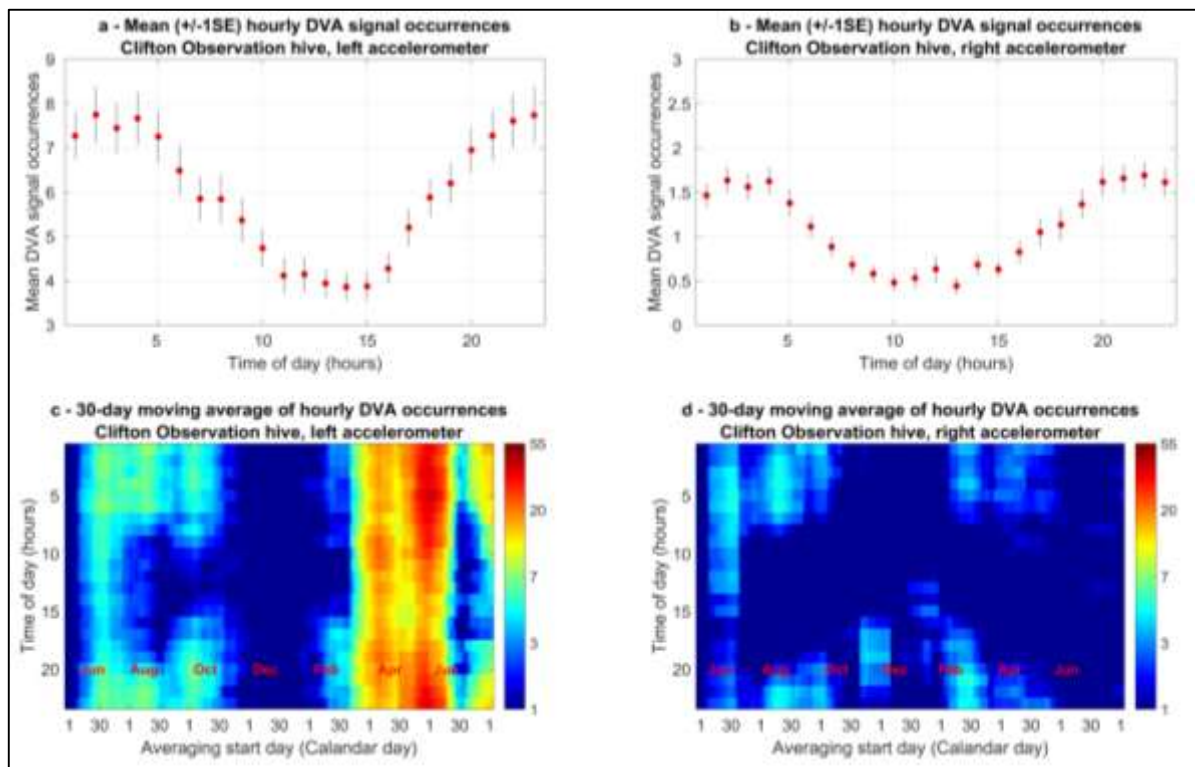 a - Mean (+/-1SE) hourly DVA signal occurrences
Clifton Observation hive, left accelerometer
9
8
7
6
5
4
3
Mean DVA signal occurrences
5 10 15 20
Time of day (hours)
b - Mean (+/-1SE) hourly DVA signal occurrences
Clifton Observation hive, right accelerometer
3
2.5
2
1.5
1
0.5
0
Mean DVA signal occurrences
5 10 15 20
Time of day (hours)
c - 30-day moving average of hourly DVA occurrences
Clifton Observation hive, left accelerometer
5
10
15
20
Time of day (hours)
Jun Aug Oct Dec Feb Apr Jun
1 30 1 30 1 30 1 30 1 30 1 30 1 30 1
Averaging start day (Calandar day)
55
20
7
3
1
d - 30-day moving average of hourly DVA occurrences
Clifton Observation hive, right accelerometer
5
10
15
20
Time of day (hours)
Jun Aug Oct Dec Feb Apr Jun
1 30 1 30 1 30 1 30 1 30 1 30 1 30 1
Averaging start day (Calandar day)
55
20
7
3
1